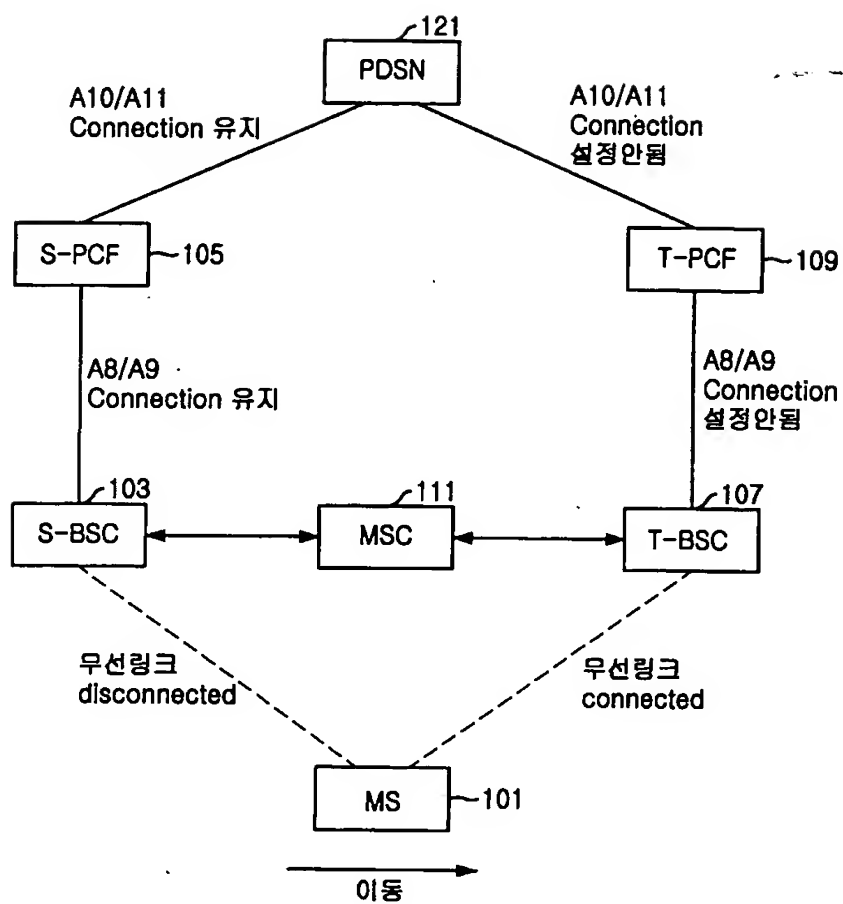 121
PDSN
A10/A11
Connection 유지
A10/A11
Connection
설정안됨
S-PCF
105
T-PCF
109
A8/A9
Connection 유지
A8/A9
Connection
설정안됨
103
S-BSC
111
MSC
107
T-BSC
무선링크
disconnected
무선링크
connected
MS
101
이동